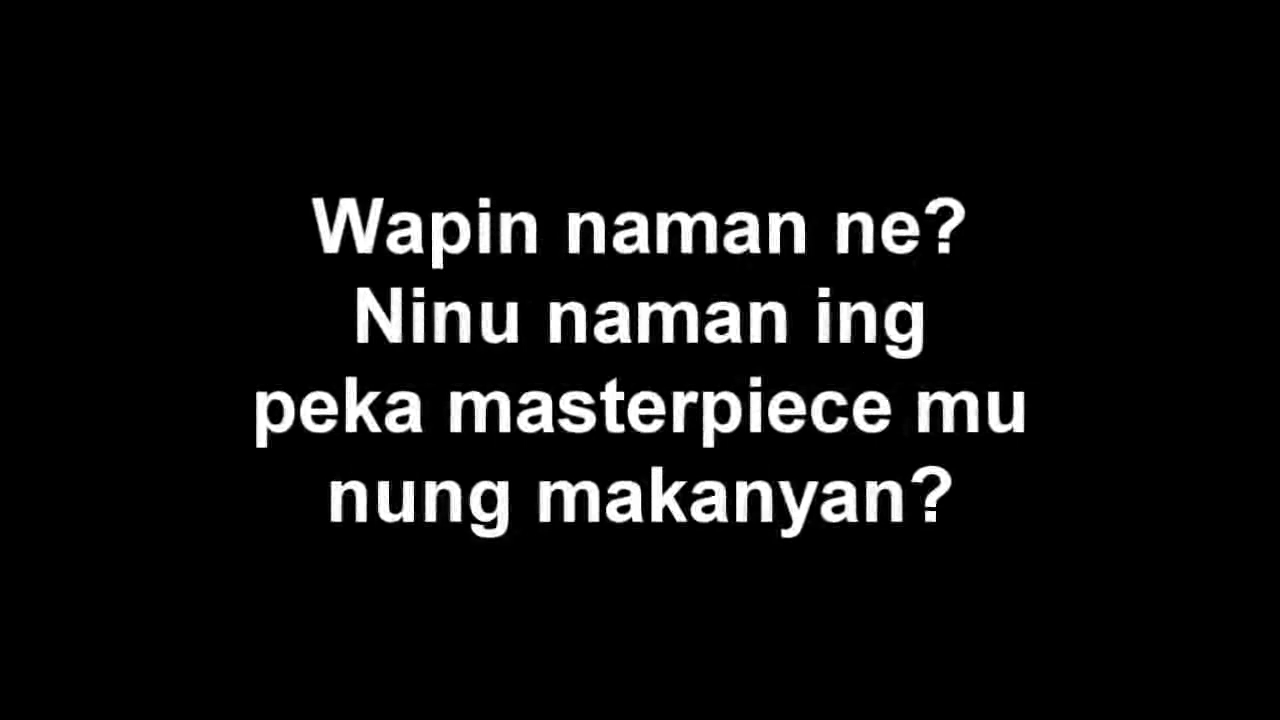 Wapin naman ne?
Ninu naman ing
peka masterpiece mu
nung makanyan?